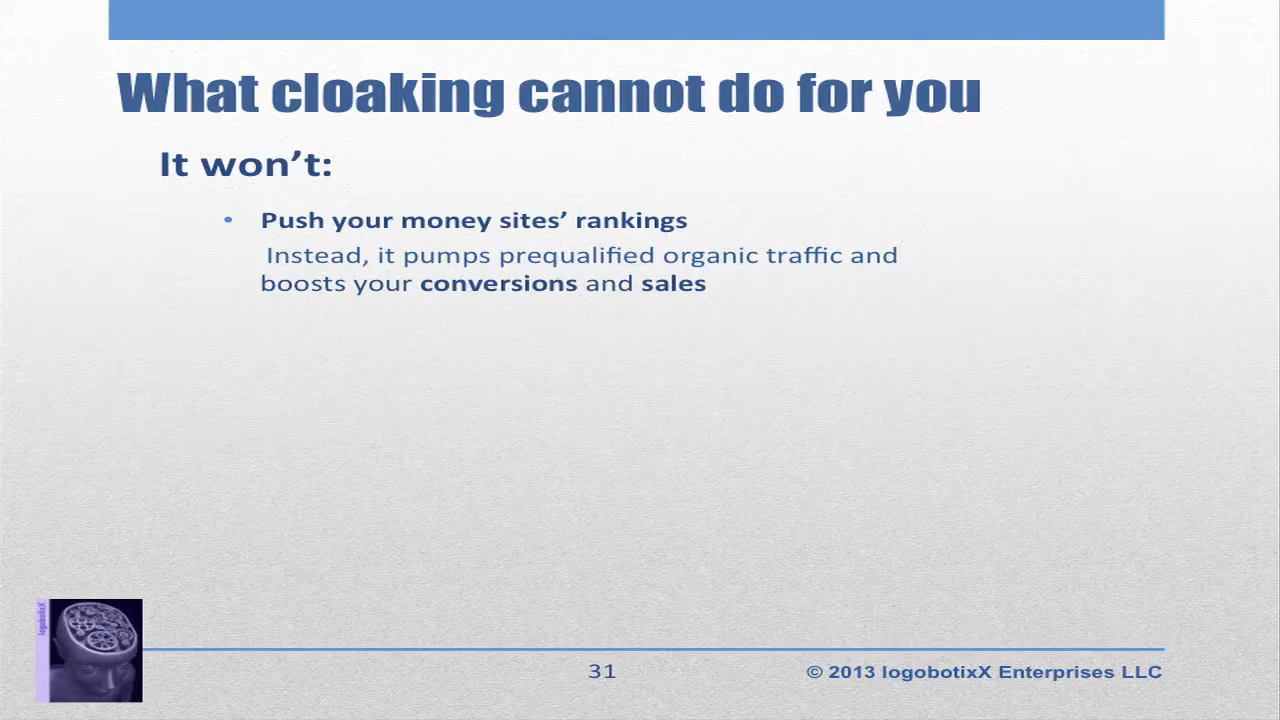 What cloaking cannot do for you
It won’t:
• Push your money sites’ rankings
Instead, it pumps prequalified organic traffic and
boosts your conversions and sales
logobotixX
31
© 2013 logobotixX Enterprises LLC